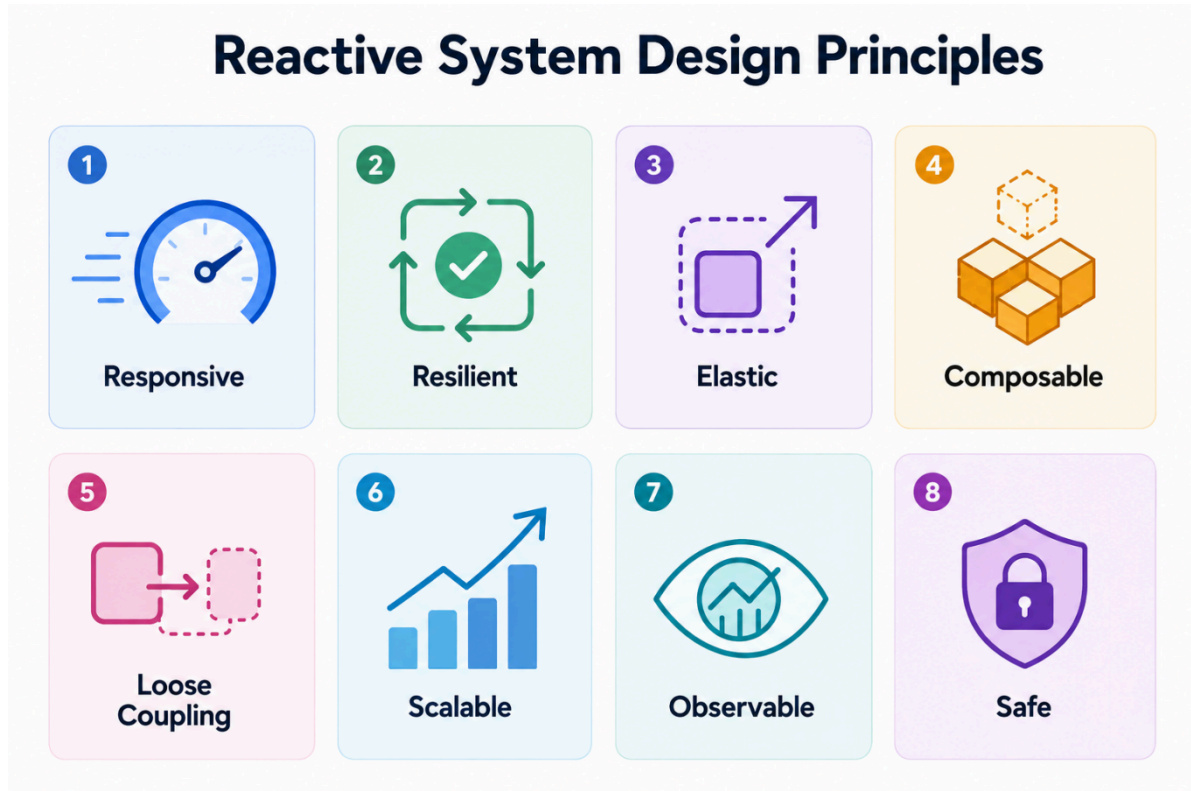 Reactive System Design Principles
1
Responsive
2
Resilient
3
Elastic
4
Composable
5
Loose
Coupling
6
Scalable
7
Observable
8
Safe